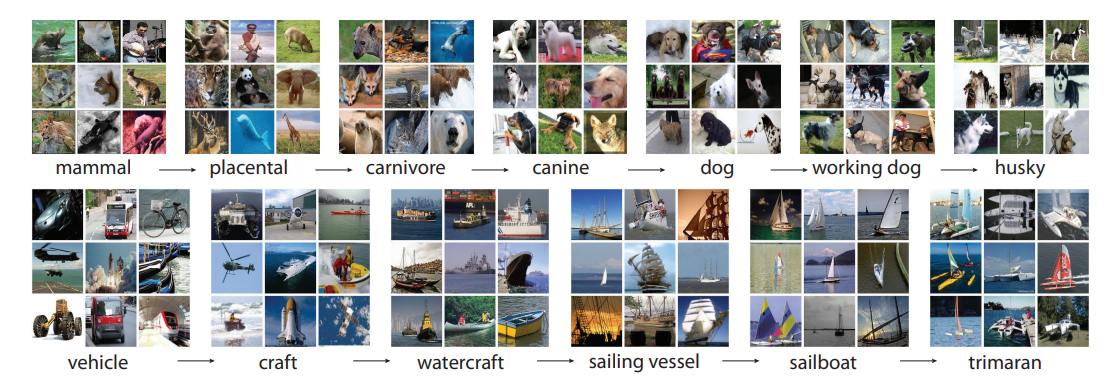 mammal → placental → carnivore → canine → dog → working dog → husky
vehicle → craft → watercraft → sailing vessel → sailboat → trimaran